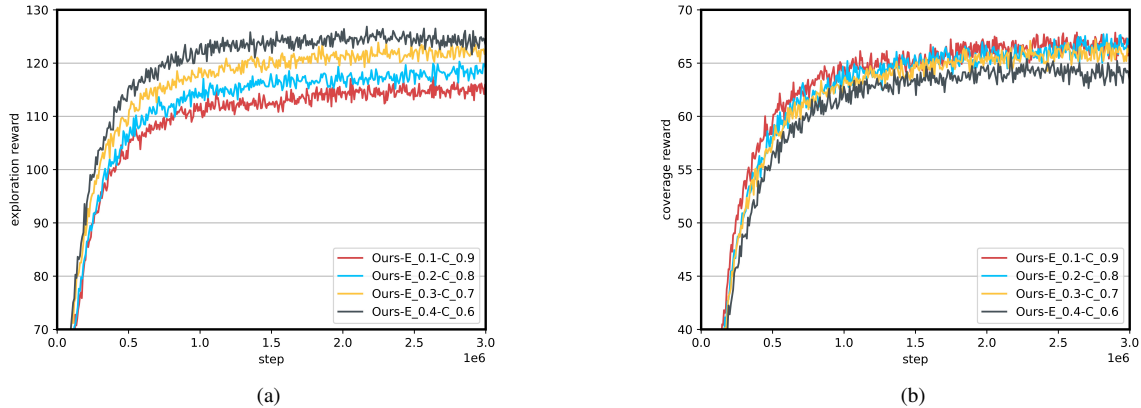 130
120
110
100
90
80
70
exploration reward
0.0
0.5
1.0
1.5
2.0
2.5
3.0
step
1e6
Ours-E_0.1-C_0.9
Ours-E_0.2-C_0.8
Ours-E_0.3-C_0.7
Ours-E_0.4-C_0.6
(a)
70
65
60
55
50
45
40
coverage reward
0.0
0.5
1.0
1.5
2.0
2.5
3.0
step
1e6
Ours-E_0.1-C_0.9
Ours-E_0.2-C_0.8
Ours-E_0.3-C_0.7
Ours-E_0.4-C_0.6
(b)